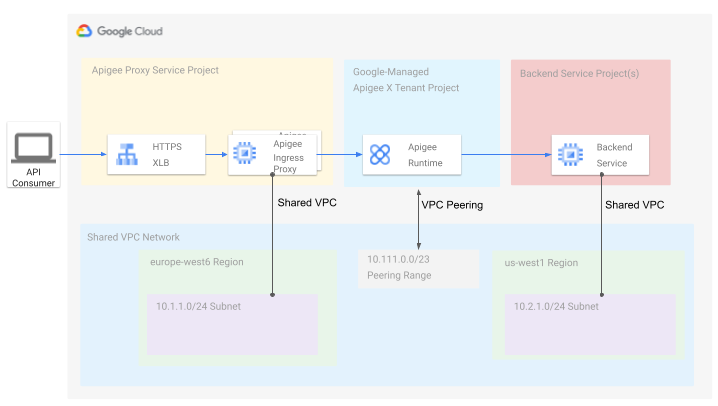 Google Cloud
Apigee Proxy Service Project
Google-Managed
Apigee X Tenant Project
Backend Service Project(s)
API
Consumer
HTTPS
XLB
Apigee
Apigee
Ingress
Proxy
Apigee
Runtime
Backend
Service
Shared VPC
VPC Peering
Shared VPC
Shared VPC Network
europe-west6 Region
10.1.1.0/24 Subnet
10.111.0.0/23
Peering Range
us-west1 Region
10.2.1.0/24 Subnet